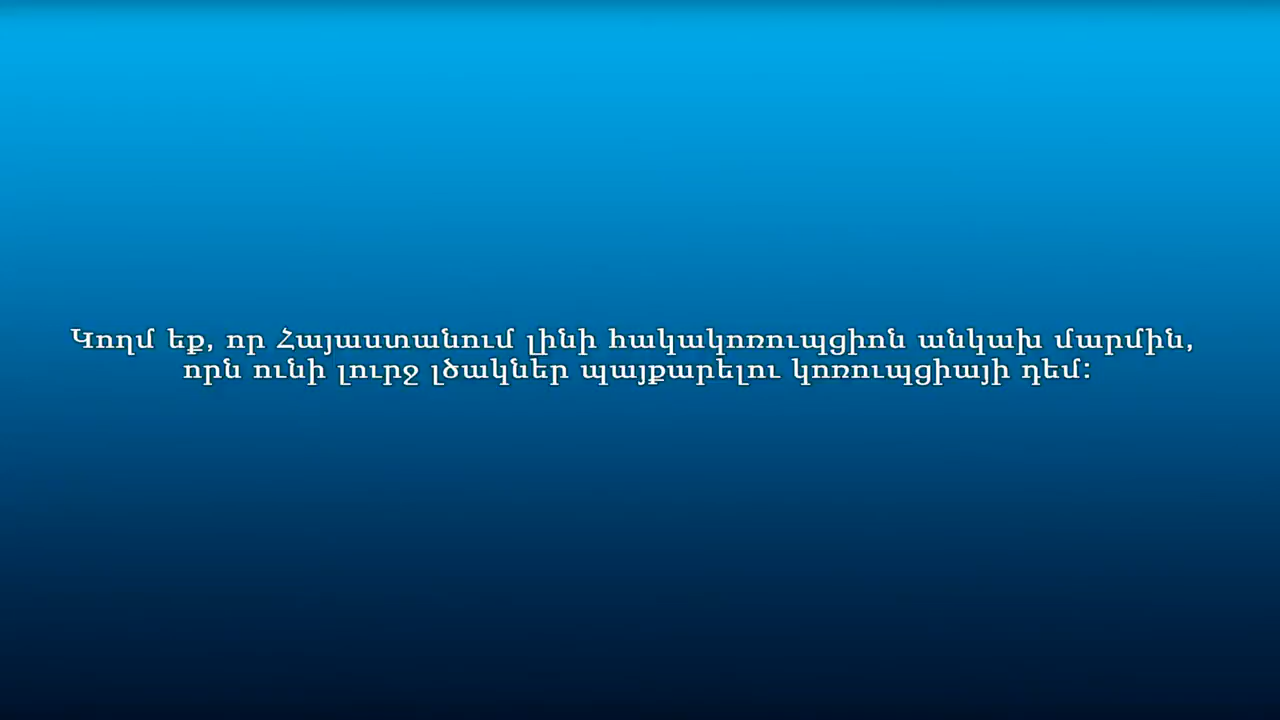 Կողմ եք, որ Հայաստանում լինի հակակոռուպցիոն անկախ մարմին,
որն ունի լուրջ լծակներ պայքարելու կոռուպցիայի դեմ: